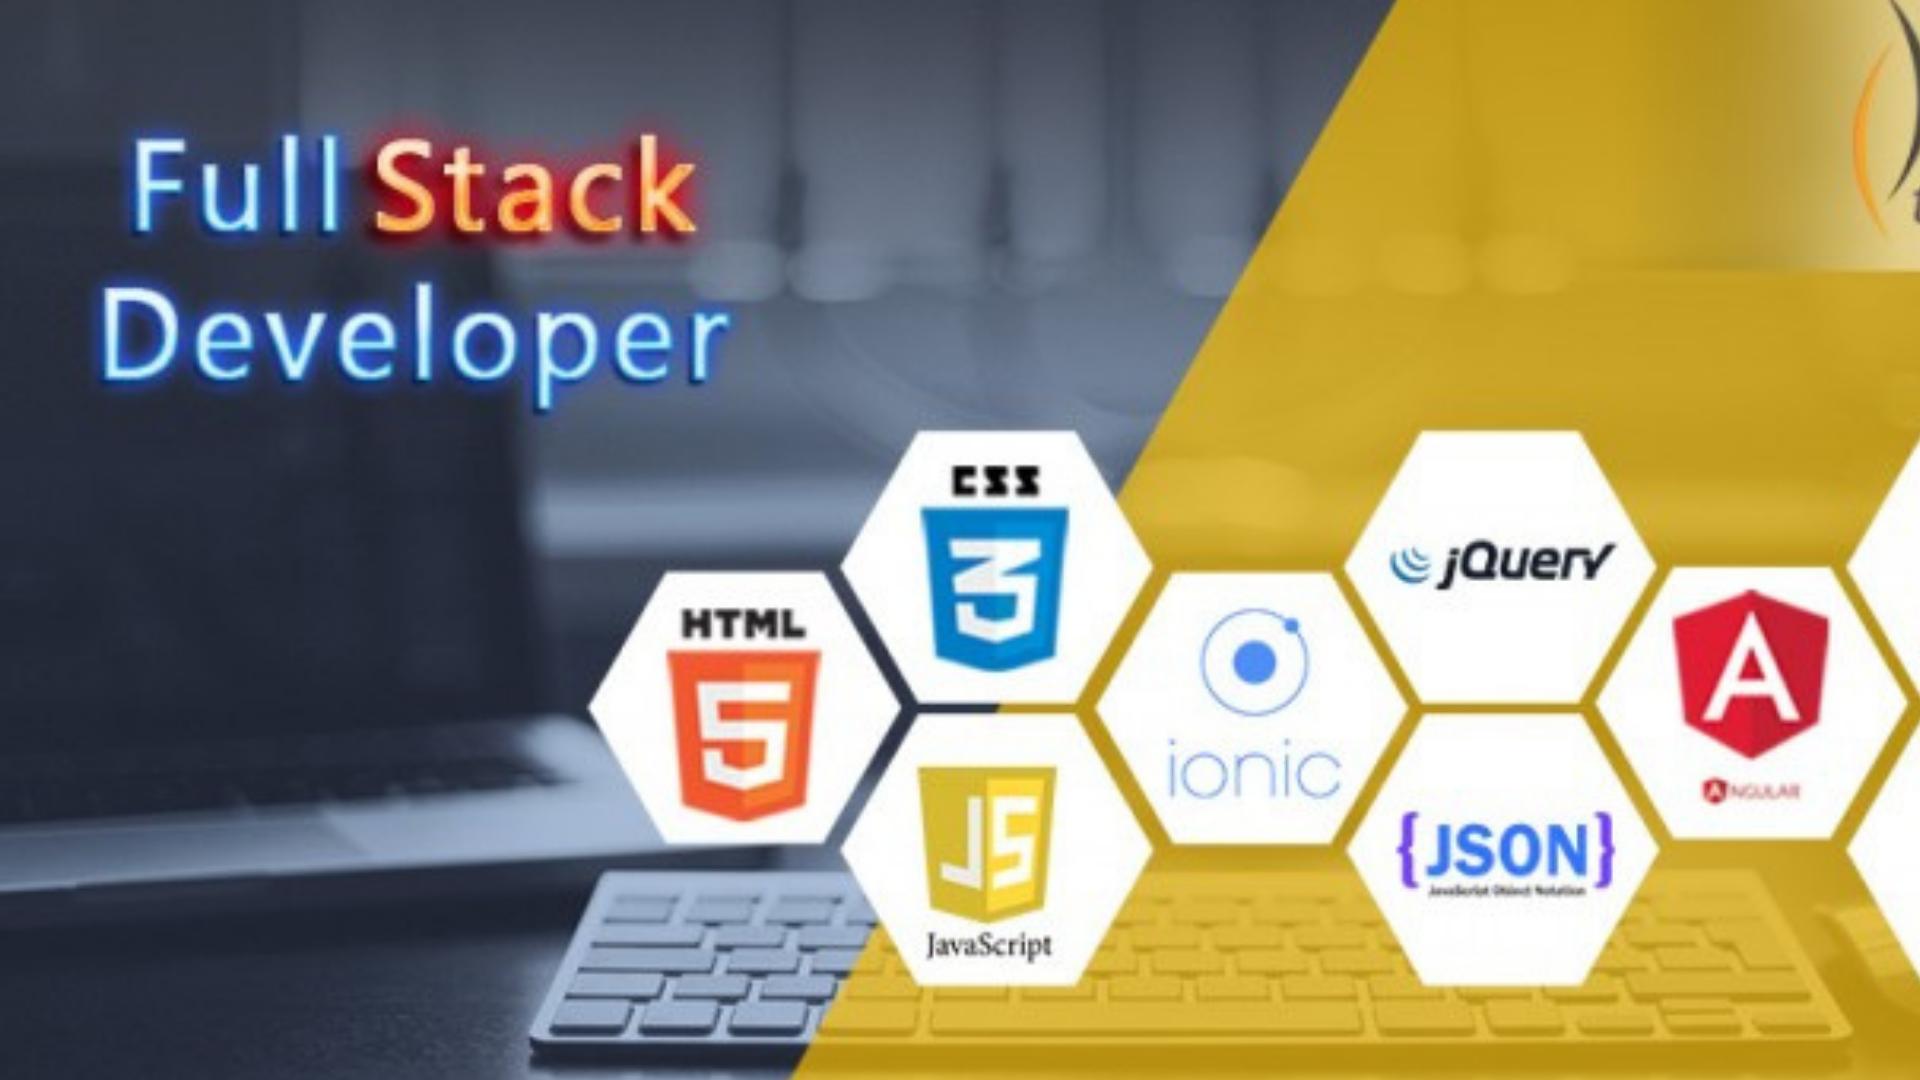 Full Stack
Developer
CSS
3
HTML
5
jQuery
ionic
A
ANGULAR
JS
JavaScript
{JSON}
JavaScript Object Notation